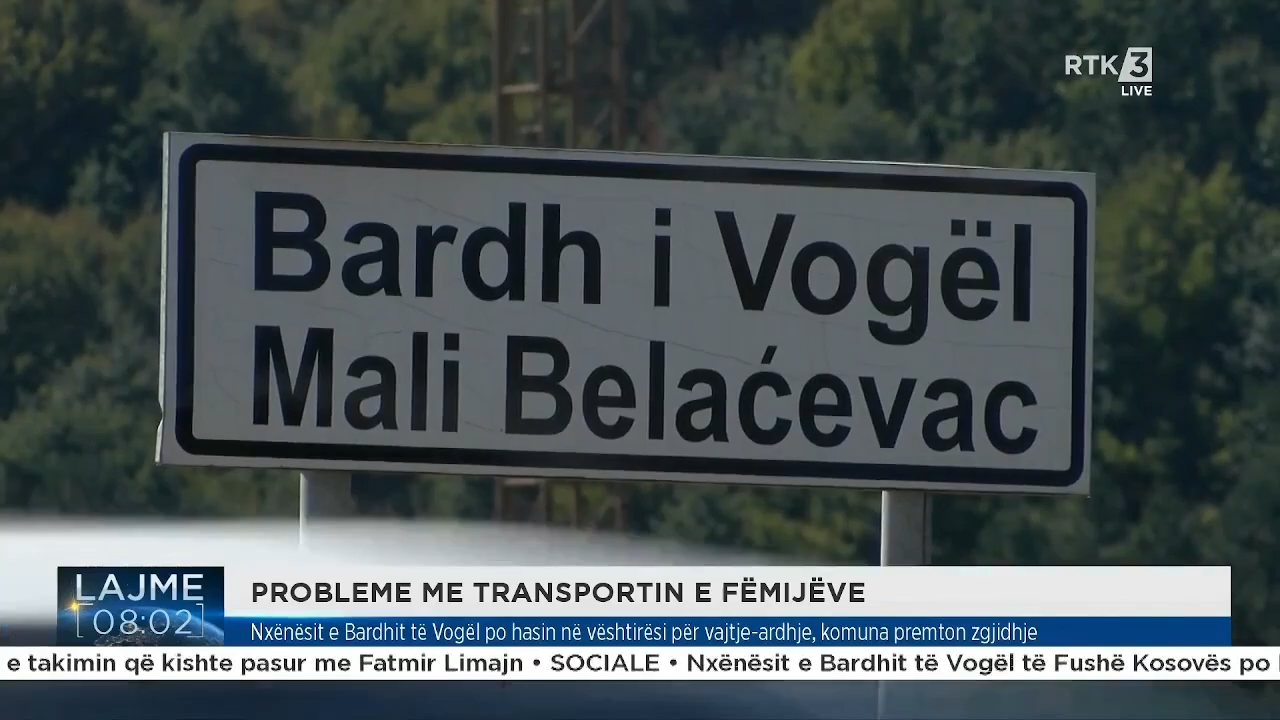 RTK 3
LIVE
Bardh i Vogël
Mali Belaćevac
LAJME
08:02
PROBLEME ME TRANSPORTIN E FËMIJËVE
Nxënësit e Bardhit të Vogël po hasin në vështirësi për vajtje-ardhje, komuna premton zgjidhje
e takimin që kishte pasur me Fatmir Limajn • SOCIALE • Nxënësit e Bardhit të Vogël të Fushë Kosovës po